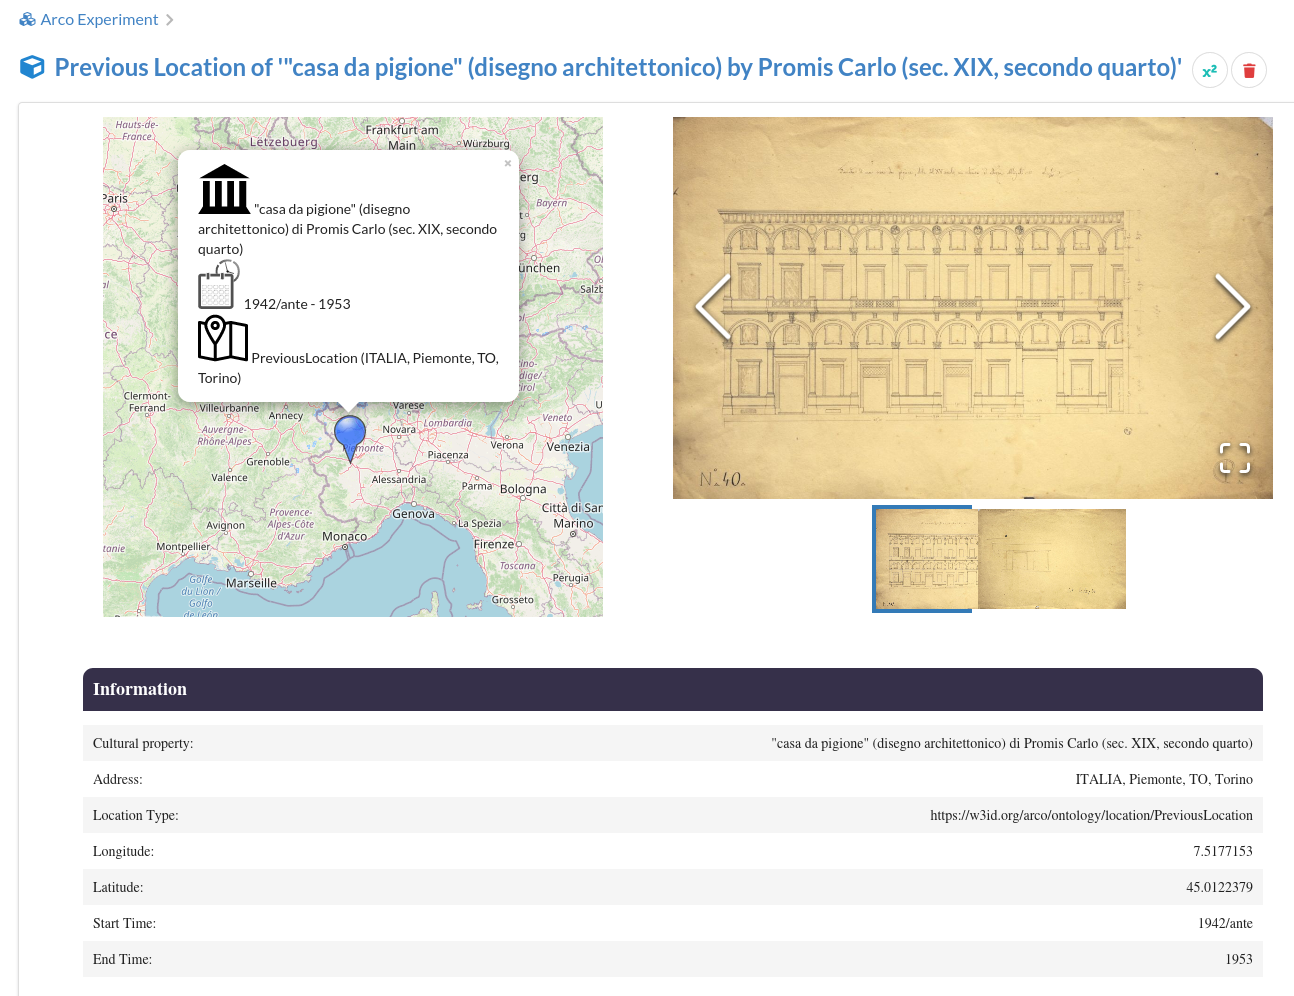 Arco Experiment
Previous Location of '"casa da pigione" (disegno architettonico) by Promis Carlo (sec. XIX, secondo quarto)'
x²
Hauts-de-
France
Lëtzebuerg
Frankfurt am
Main
Würzburg
Paris
erg
Bayern
ünchen
Salzb
"casa da pigione" (disegno
architettonico) di Promis Carlo (sec. XIX, secondo
quarto)
1942/ante - 1953
PreviousLocation (ITALIA, Piemonte, TO,
Torino)
Clermont-
Ferrand
Villeurbanne
Annecy
Varese
Auvergne-
Rhône-Alpes
Novara
Lombardia
Veneto
Grenoble
Piacenza
Verona
Venezia
Valence
Alessandria
Parma
Bologna
Avignon
Provence-
Alpes-Côte
d'Azur
Genova
La Spezia
Città di San
Marino
Montpellier
Monaco
Firenze
Toscana
Marseille
Golfe
du Lion /
Golfo
de León
Perugia
Grosseto
N° 40.
Information
Cultural property: "casa da pigione" (disegno architettonico) di Promis Carlo (sec. XIX, secondo quarto)
Address: ITALIA, Piemonte, TO, Torino
Location Type: https://w3id.org/arco/ontology/location/PreviousLocation
Longitude: 7.5177153
Latitude: 45.0122379
Start Time: 1942/ante
End Time: 1953